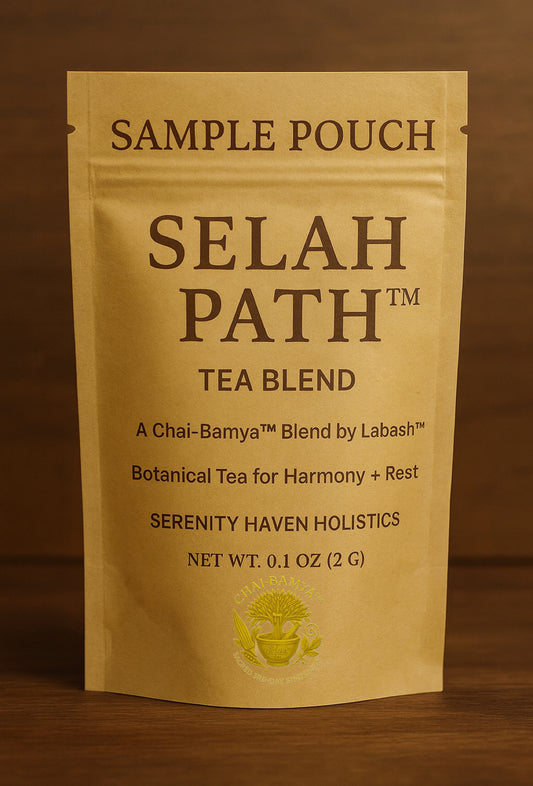 SAMPLE POUCH
SELAH
PATH™
TEA BLEND
A Chai-Bamya™ Blend by Labash™
Botanical Tea for Harmony + Rest
SERENITY HAVEN HOLISTICS
NET WT. 0.1 OZ (2 G)
CHAI-BAMYA
SACRED